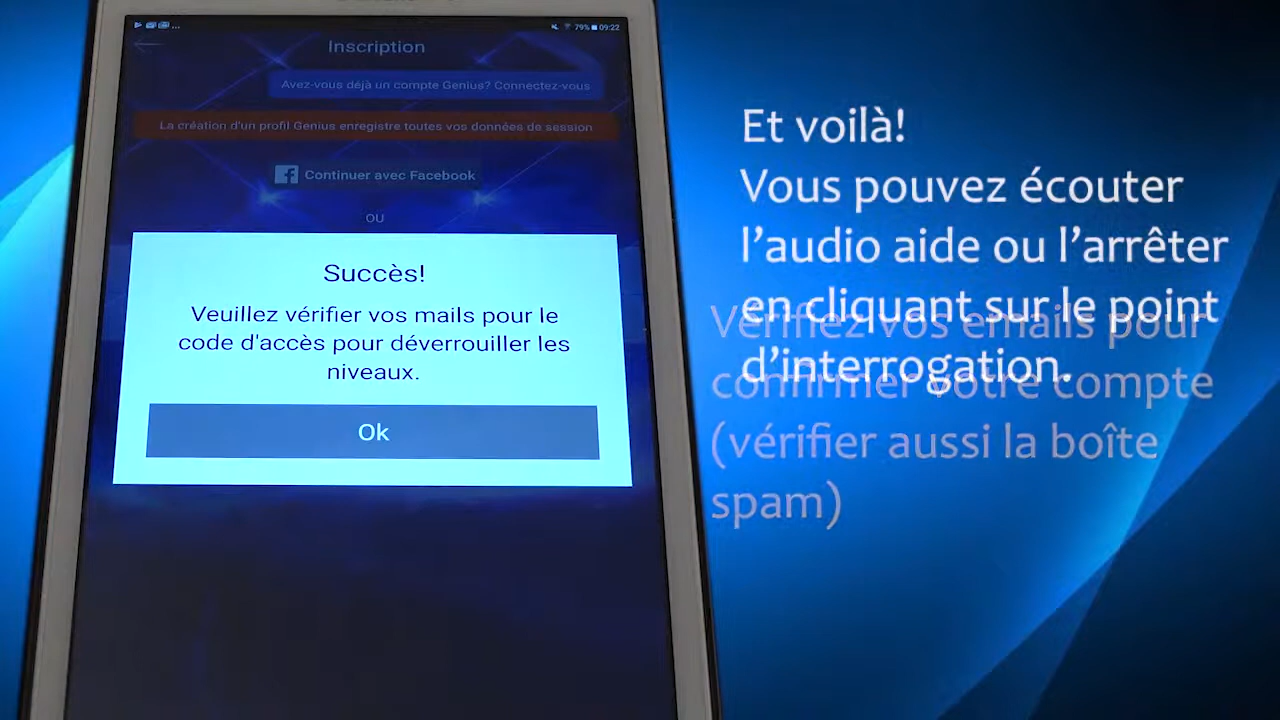 ... 79% 09:22
Inscription
Avez-vous déjà un compte Genius? Connectez-vous
La création d'un profil Genius enregistre toutes vos données de session
f Continuer avec Facebook
OU
Succès!
Veuillez vérifier vos mails pour le
code d'accès pour déverrouiller les
niveaux.
Ok
Et voilà!
Vous pouvez écouter
l'audio aide ou l'arrêter
en cliquant sur le point
d'interrogation.
Vérifiez vos emails pour
confirmer votre compte
(vérifier aussi la boîte
spam)